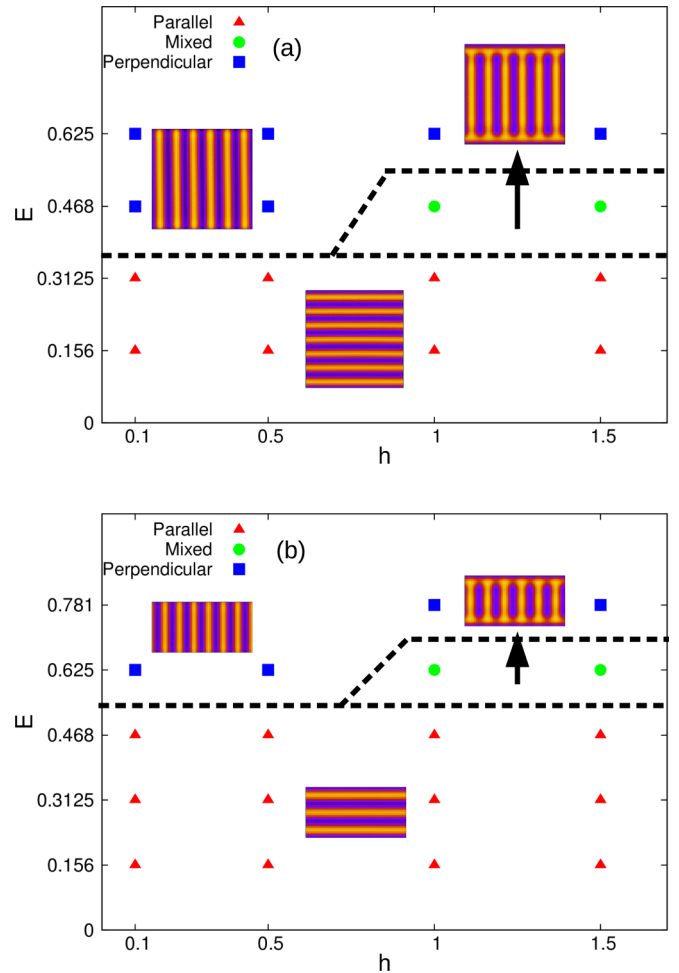 Parallel
(a)
Mixed
Perpendicular
0.625
0.468
E
0.3125
0.156
0
0.1 0.5 1 1.5
h
Parallel
(b)
Mixed
Perpendicular
0.781
0.625
E
0.468
0.3125
0.156
0
0.1 0.5 1 1.5
h